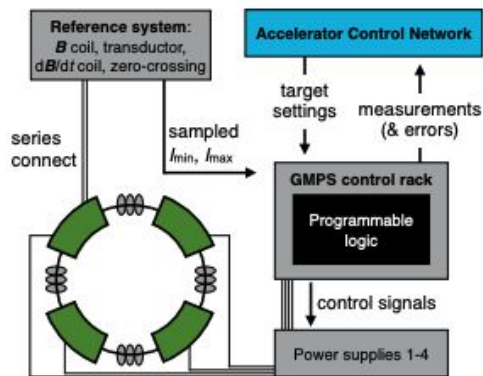 Reference system:
B coil, transductor,
dB/dt coil, zero-crossing
Accelerator Control Network
series
connect
sampled
Imin, Imax
target
settings
measurements
(& errors)
GMPS control rack
Programmable
logic
control signals
Power supplies 1-4